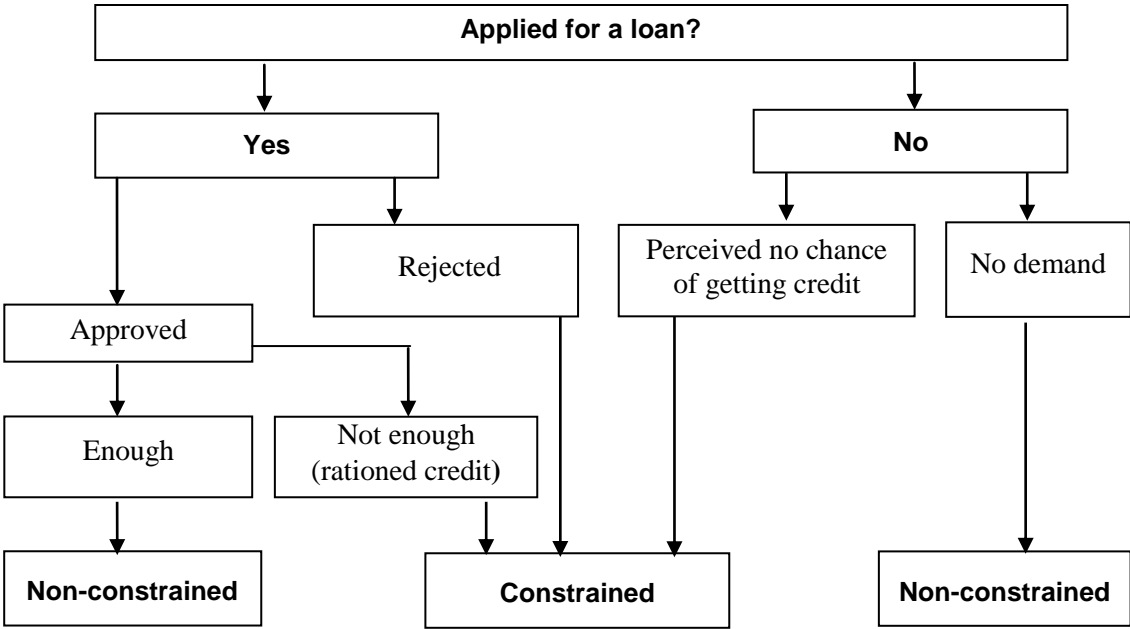 Applied for a loan?
Yes
No
Rejected
Perceived no chance
of getting credit
No demand
Approved
Enough
Not enough
(rationed credit)
Non-constrained
Constrained
Non-constrained